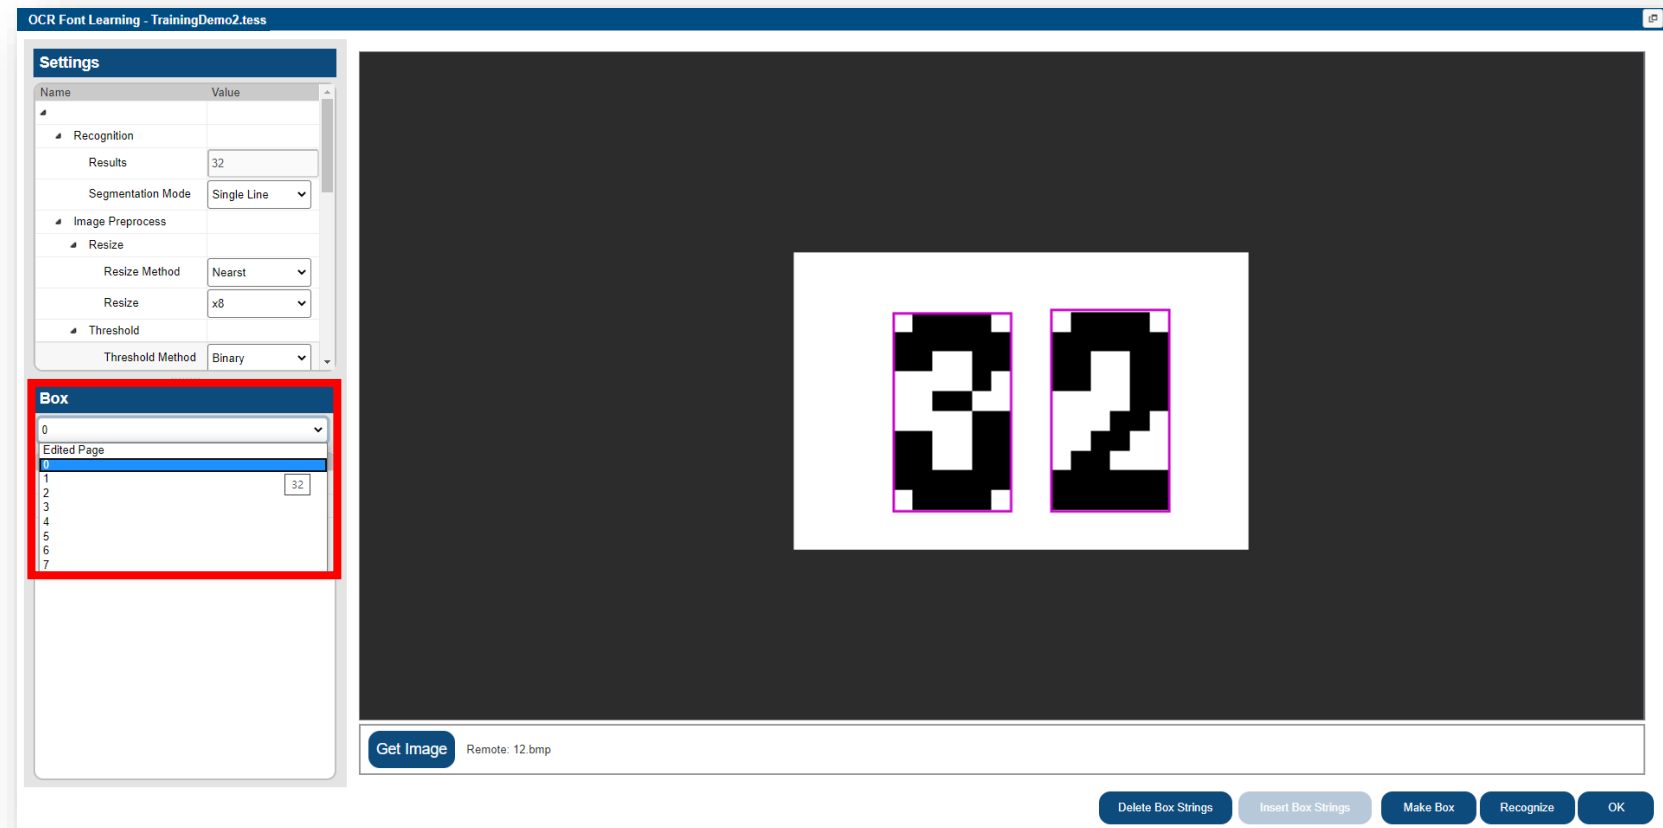 OCR Font Learning - TrainingDemo2.tess
Settings
Name Value
Recognition
Results 32
Segmentation Mode Single Line
Image Preprocess
Resize
Resize Method Nearst
Resize x8
Threshold
Threshold Method Binary
Box
0
Edited Page
0
1
32
2
3
4
5
6
7
32
Get Image Remote: 12.bmp
Delete Box Strings Insert Box Strings Make Box Recognize OK